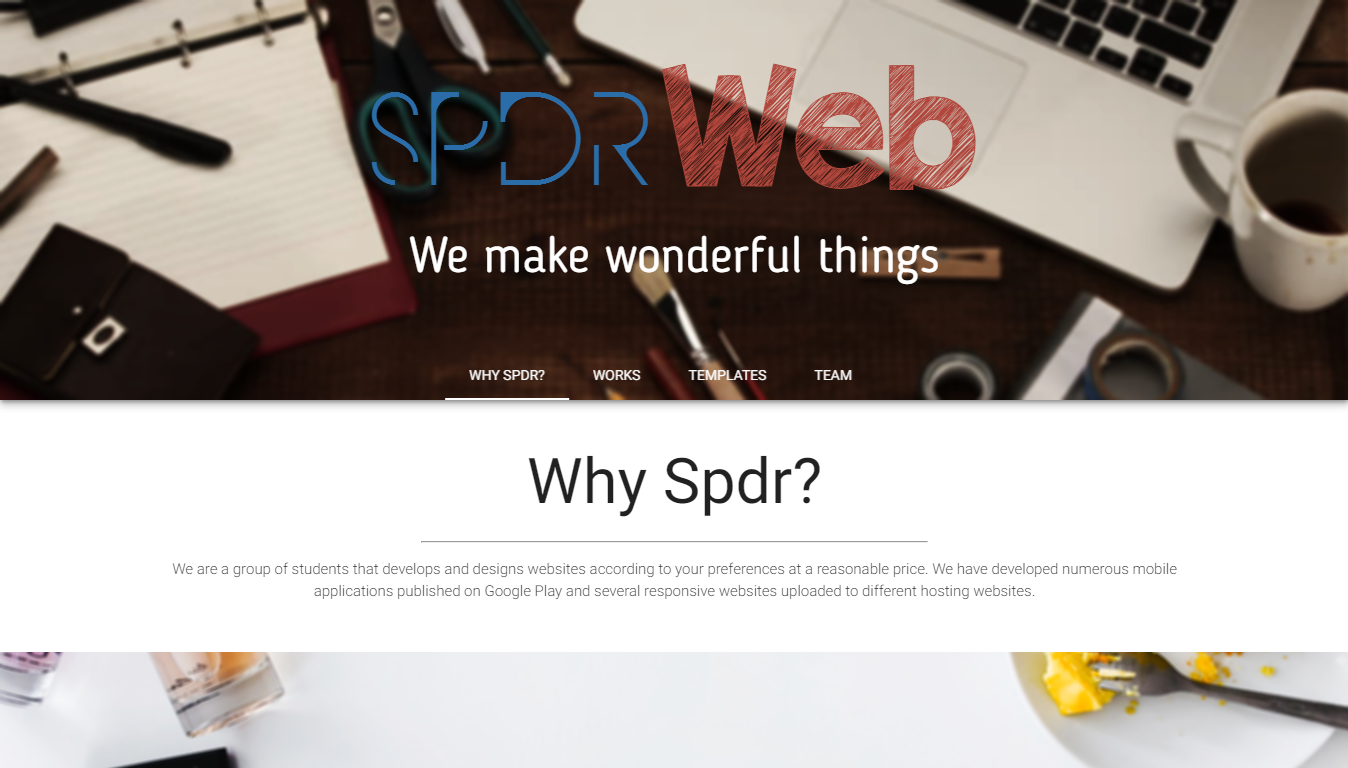 SPDR Web
We make wonderful things
WHY SPDR? WORKS TEMPLATES TEAM
Why Spdr?
We are a group of students that develops and designs websites according to your preferences at a reasonable price. We have developed numerous mobile
applications published on Google Play and several responsive websites uploaded to different hosting websites.